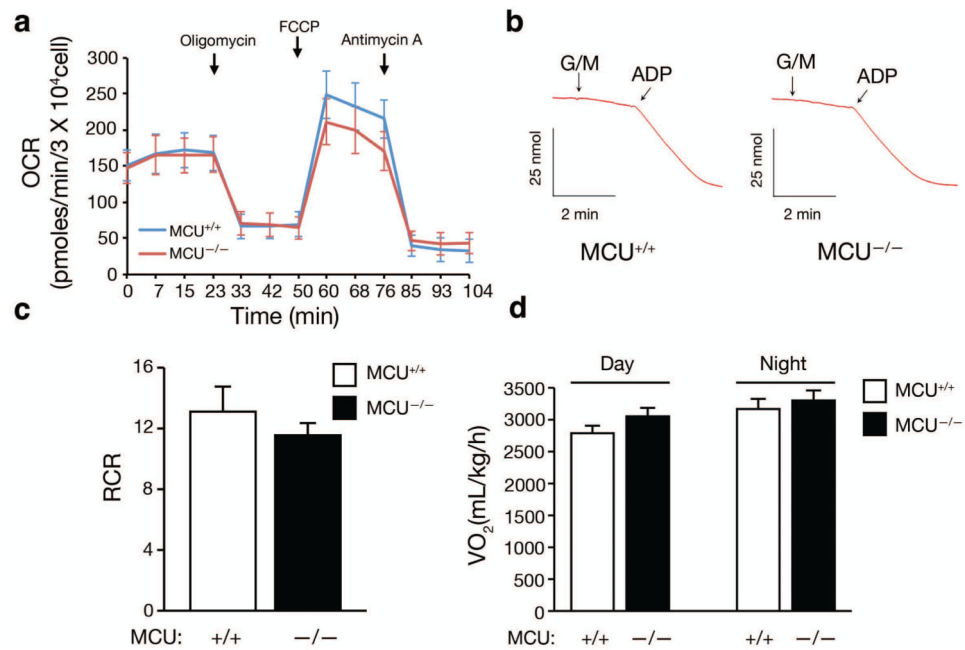 a
Oligomycin
FCCP
Antimycin A
OCR
(pmoles/min/3 X 10⁴cell)
300
250
200
150
100
50
0
MCU⁺/⁺
MCU⁻/⁻
0 7 15 23 33 42 50 60 68 76 85 93 104
Time (min)
b
G/M
ADP
25 nmol
2 min
MCU⁺/⁺
G/M
ADP
25 nmol
2 min
MCU⁻/⁻
c
RCR
16
12
8
4
0
MCU⁺/⁺
MCU⁻/⁻
MCU: +/+ −/−
d
Day Night
VO₂(mL/kg/h)
3500
3000
2500
2000
1500
1000
500
0
MCU⁺/⁺
MCU⁻/⁻
MCU: +/+ −/− +/+ −/−